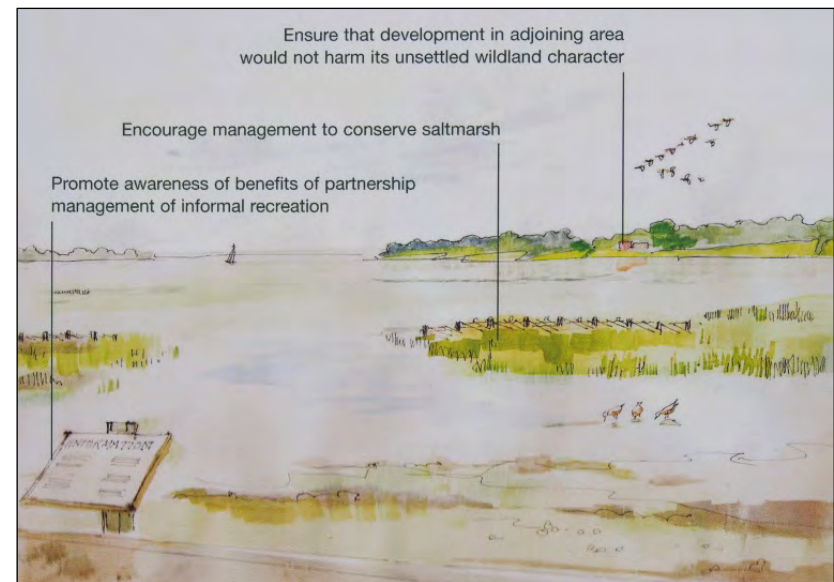 Ensure that development in adjoining area
would not harm its unsettled wildland character
Encourage management to conserve saltmarsh
Promote awareness of benefits of partnership
management of informal recreation
INFORMATION